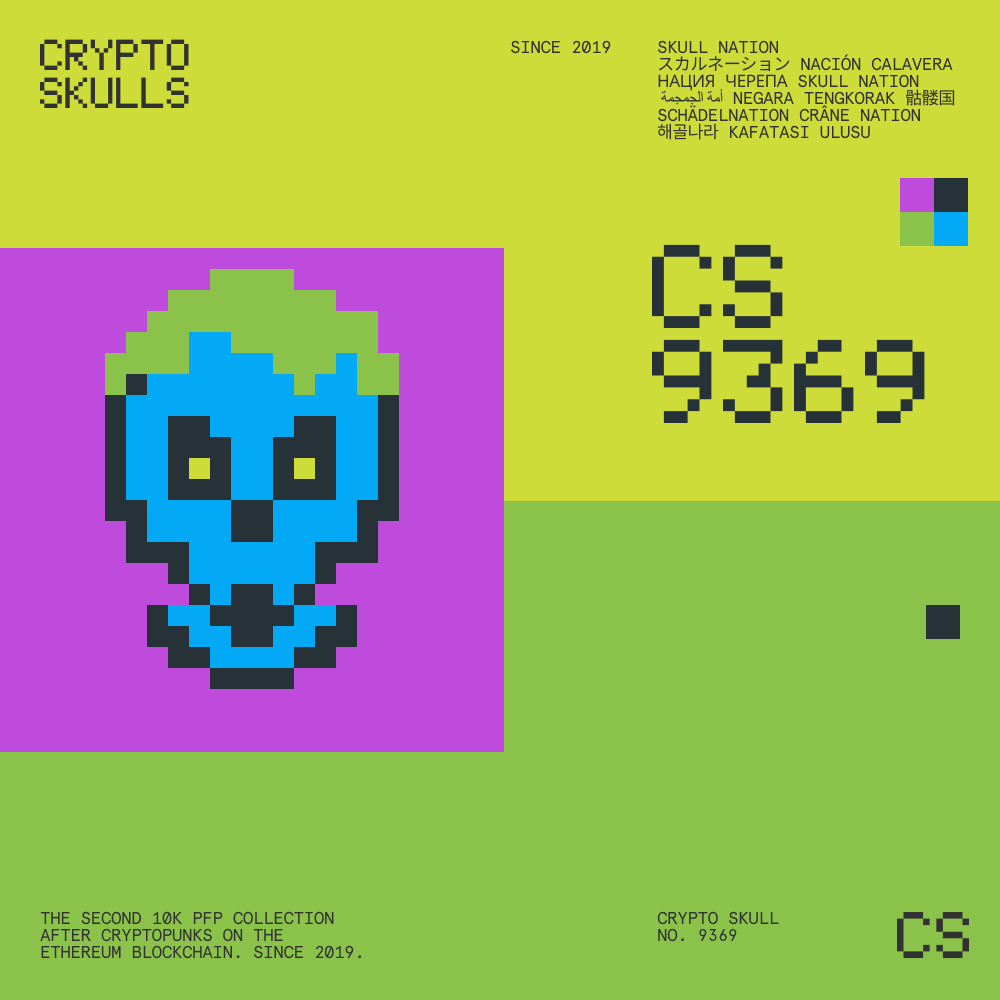 CRYPTO
SKULLS
SINCE 2019
SKULL NATION
スカルネーション NACIÓN CALAVERA
НАЦИЯ ЧЕРЕПА SKULL NATION
أمة الجمجمة NEGARA TENGKORAK 骷髅国
SCHÄDELNATION CRÂNE NATION
해골나라 KAFATASI ULUSU
CS
9369
THE SECOND 10K PFP COLLECTION
AFTER CRYPTOPUNKS ON THE
ETHEREUM BLOCKCHAIN. SINCE 2019.
CRYPTO SKULL
NO. 9369
CS